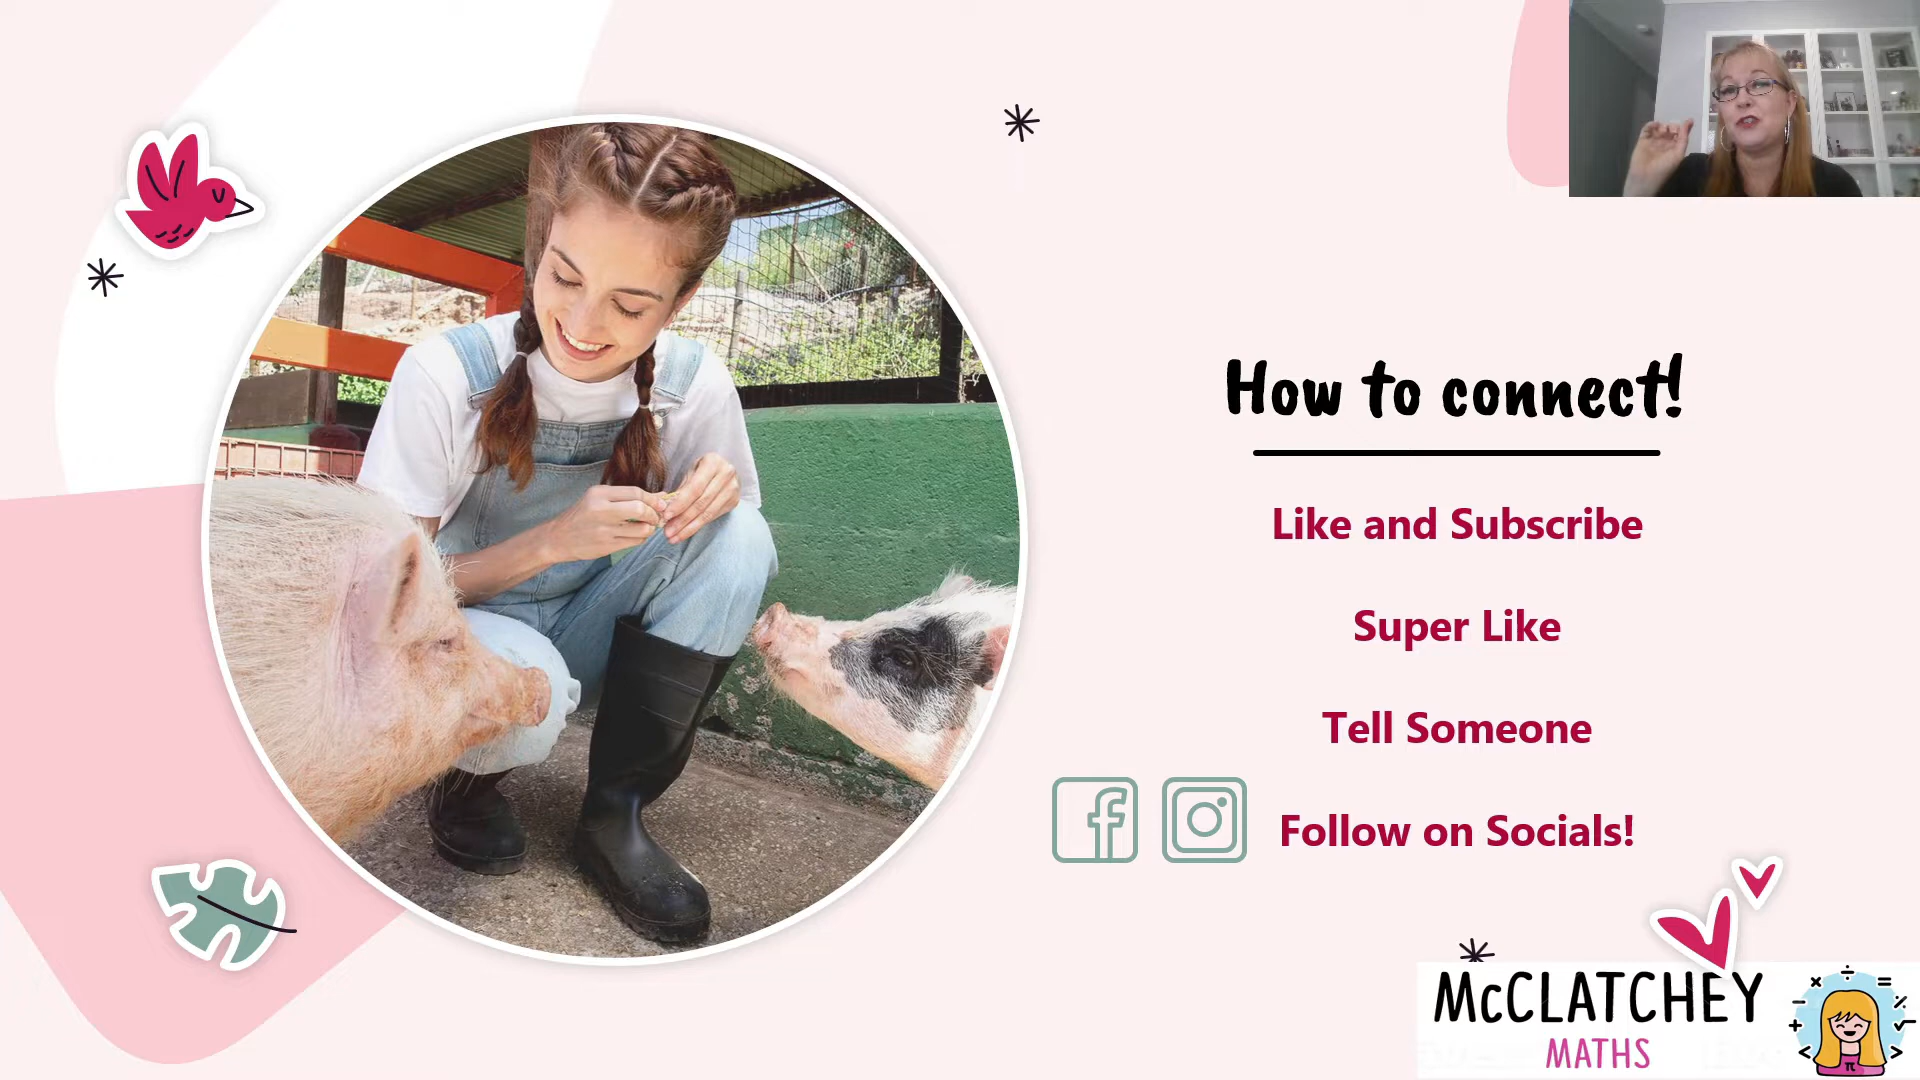 How to connect!
Like and Subscribe
Super Like
Tell Someone
Follow on Socials!
McCLATCHEY
MATHS